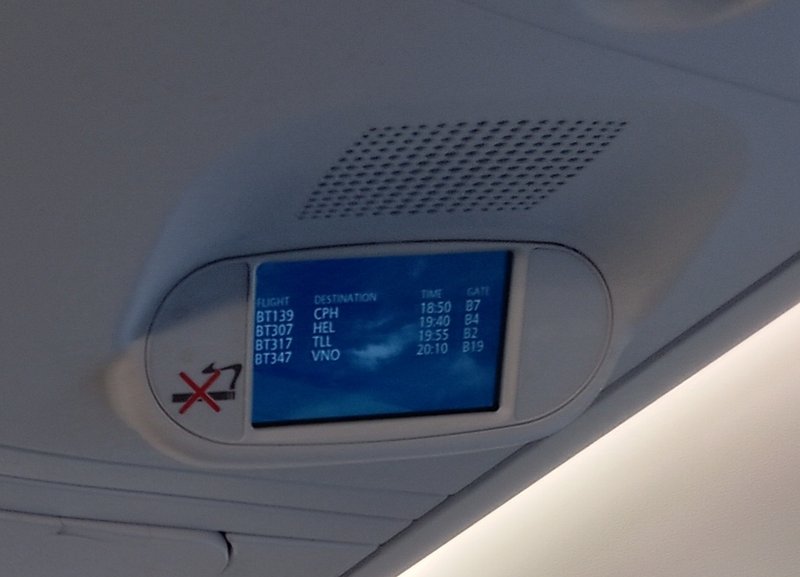 FLIGHT DESTINATION TIME GATE
BT139 CPH 18:50 B7
BT307 HEL 19:40 B4
BT317 TLL 19:55 B2
BT347 VNO 20:10 B19